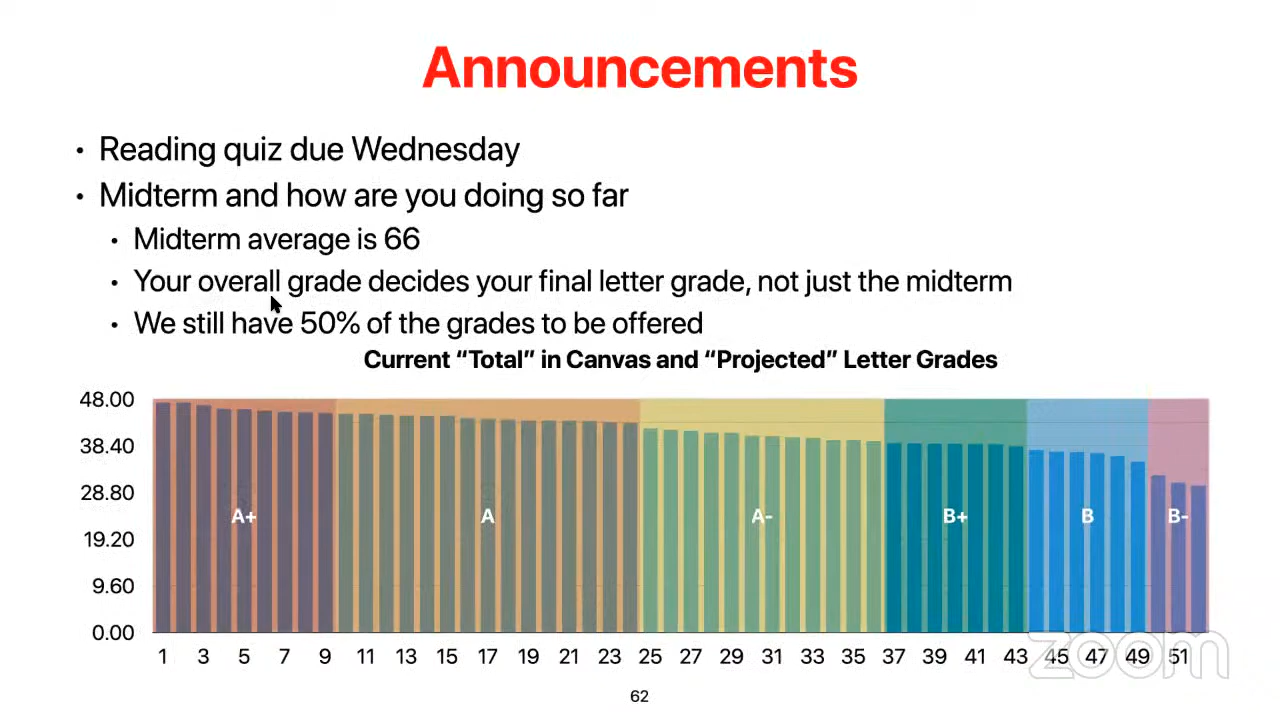 Announcements
• Reading quiz due Wednesday
• Midterm and how are you doing so far
• Midterm average is 66
• Your overall grade decides your final letter grade, not just the midterm
• We still have 50% of the grades to be offered
Current “Total” in Canvas and “Projected” Letter Grades
48.00
38.40
28.80
19.20
9.60
0.00
A+ A A- B+ B B-
1 3 5 7 9 11 13 15 17 19 21 23 25 27 29 31 33 35 37 39 41 43 45 47 49 51
zoom
62